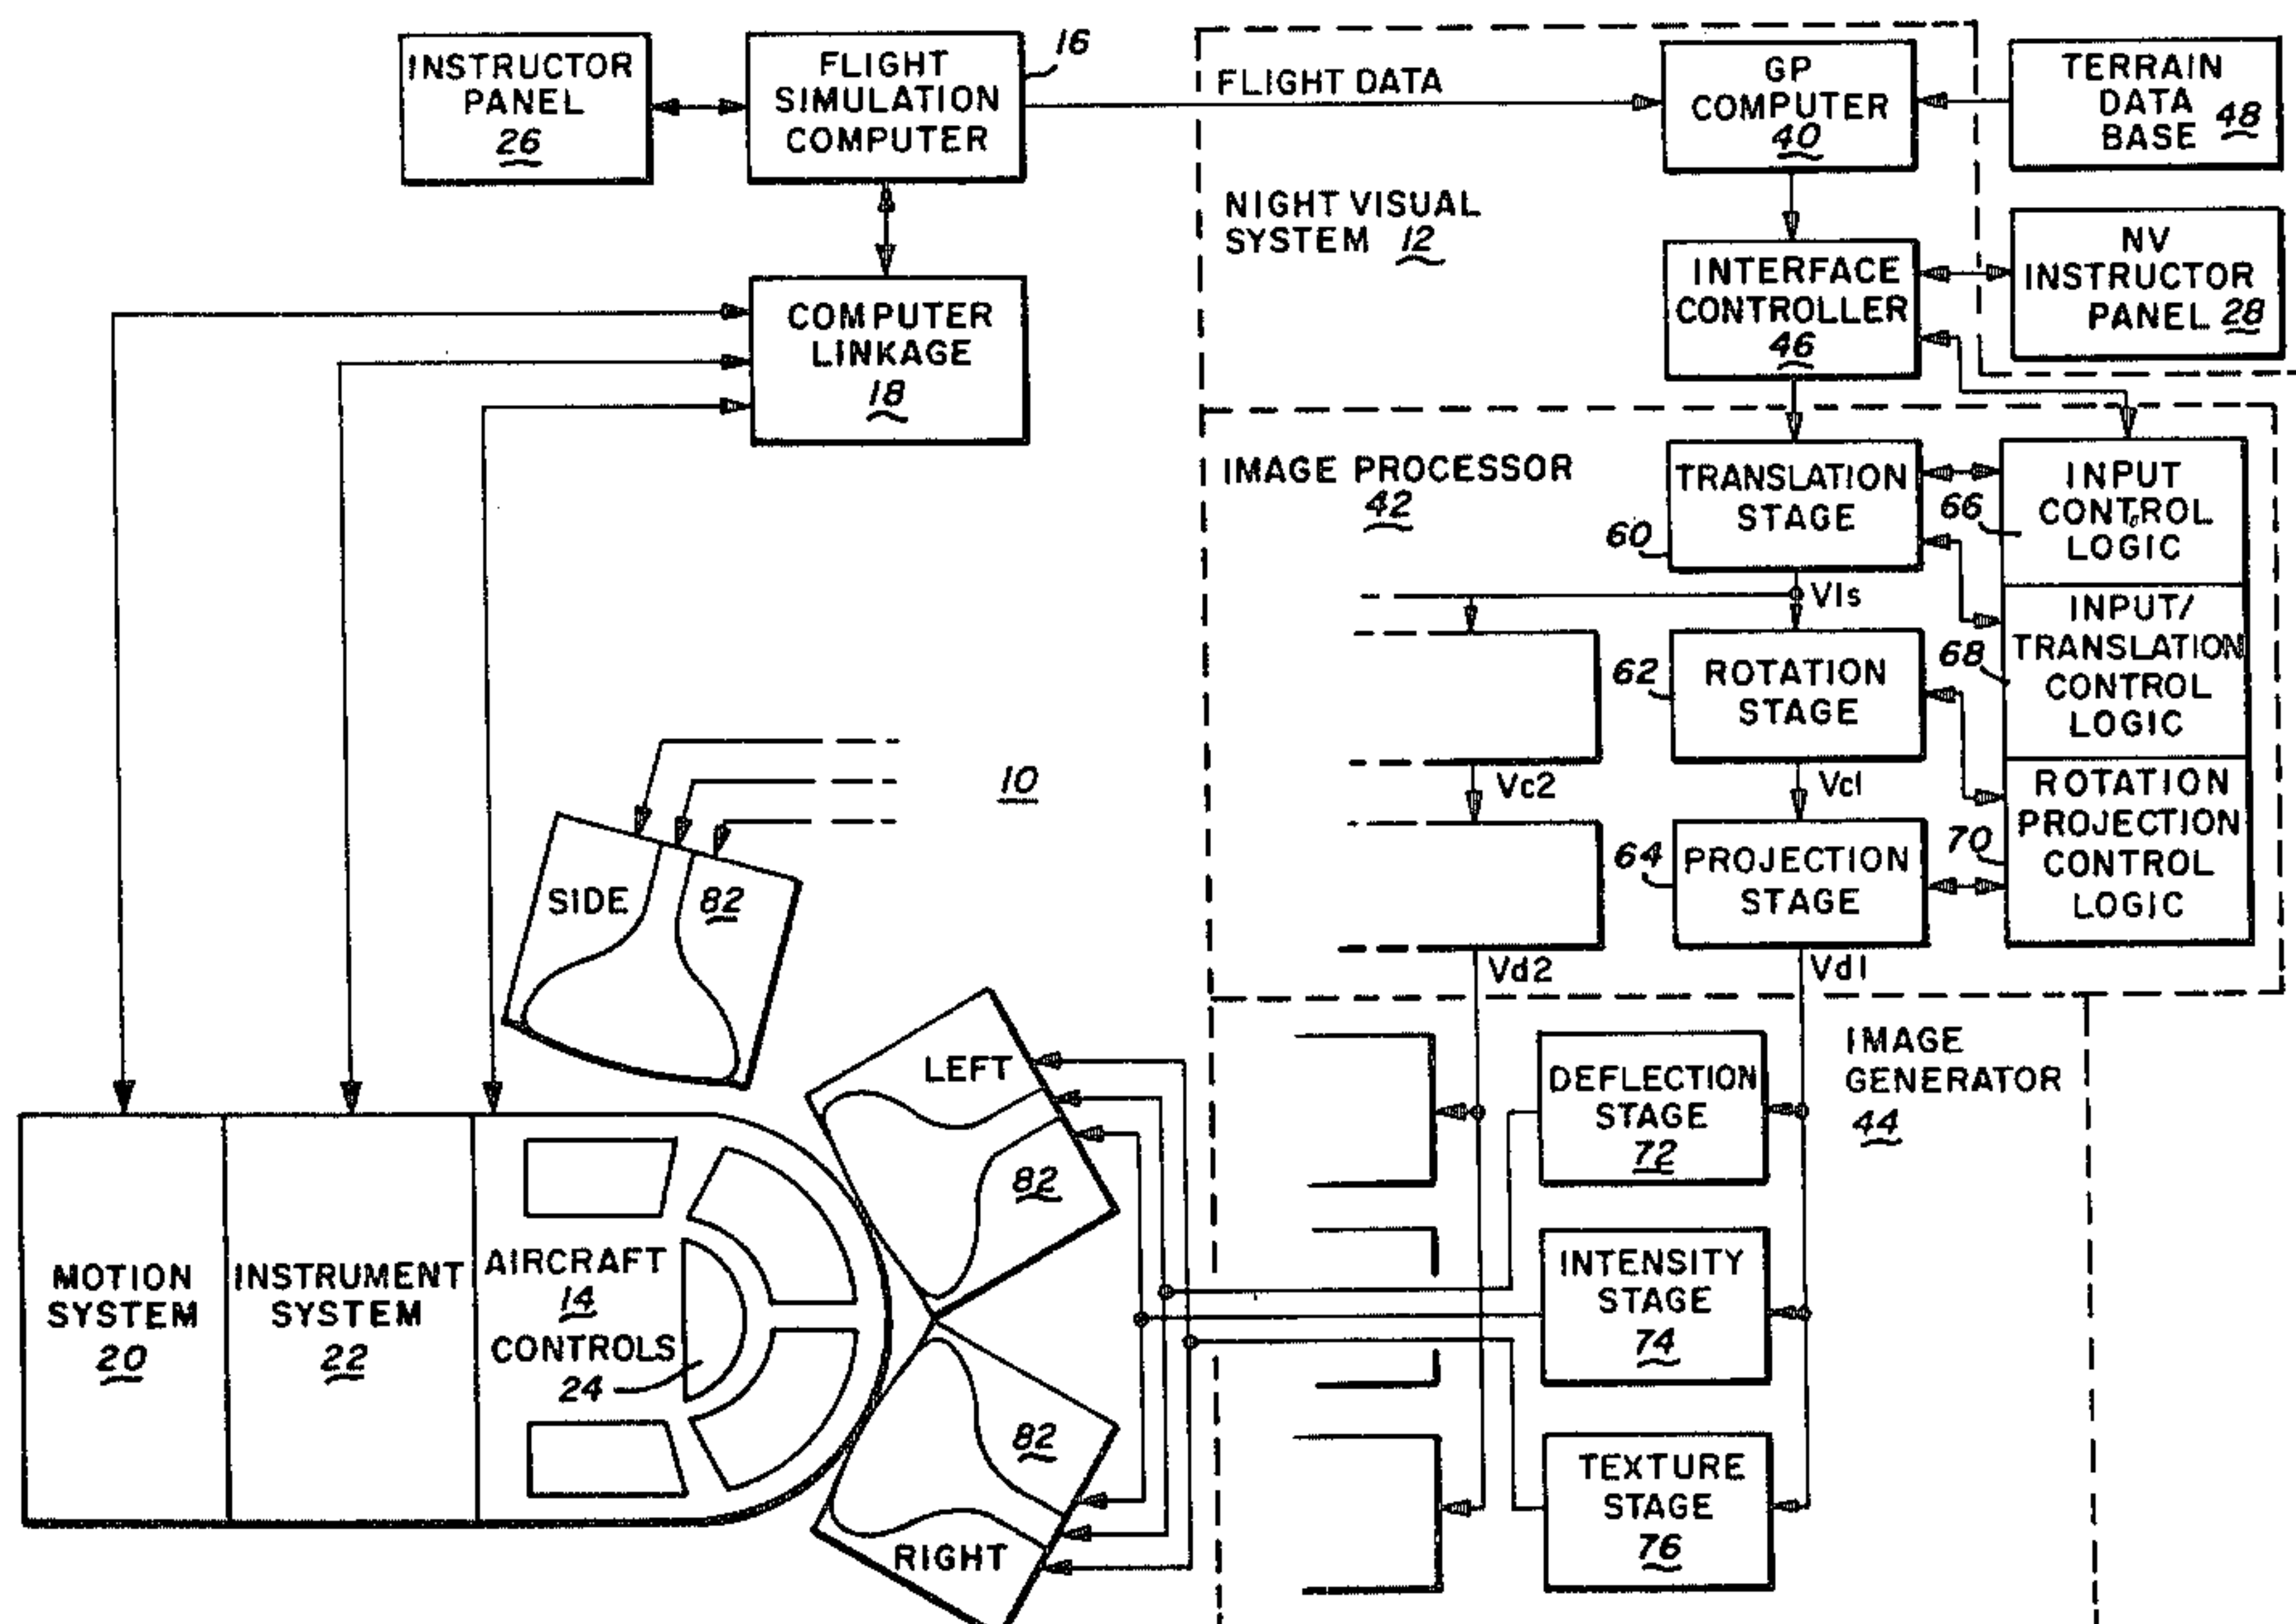 INSTRUCTOR
PANEL
26
FLIGHT
SIMULATION
COMPUTER
16
FLIGHT DATA
GP
COMPUTER
40
TERRAIN
DATA
BASE 48
NIGHT VISUAL
SYSTEM 12
INTERFACE
CONTROLLER
46
NV
INSTRUCTOR
PANEL 28
COMPUTER
LINKAGE
18
IMAGE PROCESSOR
42
TRANSLATION
STAGE
60
66
INPUT
CONTROL
LOGIC
V1s
INPUT/
TRANSLATION
CONTROL
LOGIC
68
62
ROTATION
STAGE
Vc2
Vc1
ROTATION
PROJECTION
CONTROL
LOGIC
70
64
PROJECTION
STAGE
Vd2
Vd1
10
SIDE
82
LEFT
82
IMAGE
GENERATOR
44
DEFLECTION
STAGE
72
INTENSITY
STAGE
74
TEXTURE
STAGE
76
MOTION
SYSTEM
20
INSTRUMENT
SYSTEM
22
AIRCRAFT
14
CONTROLS
24
82
RIGHT